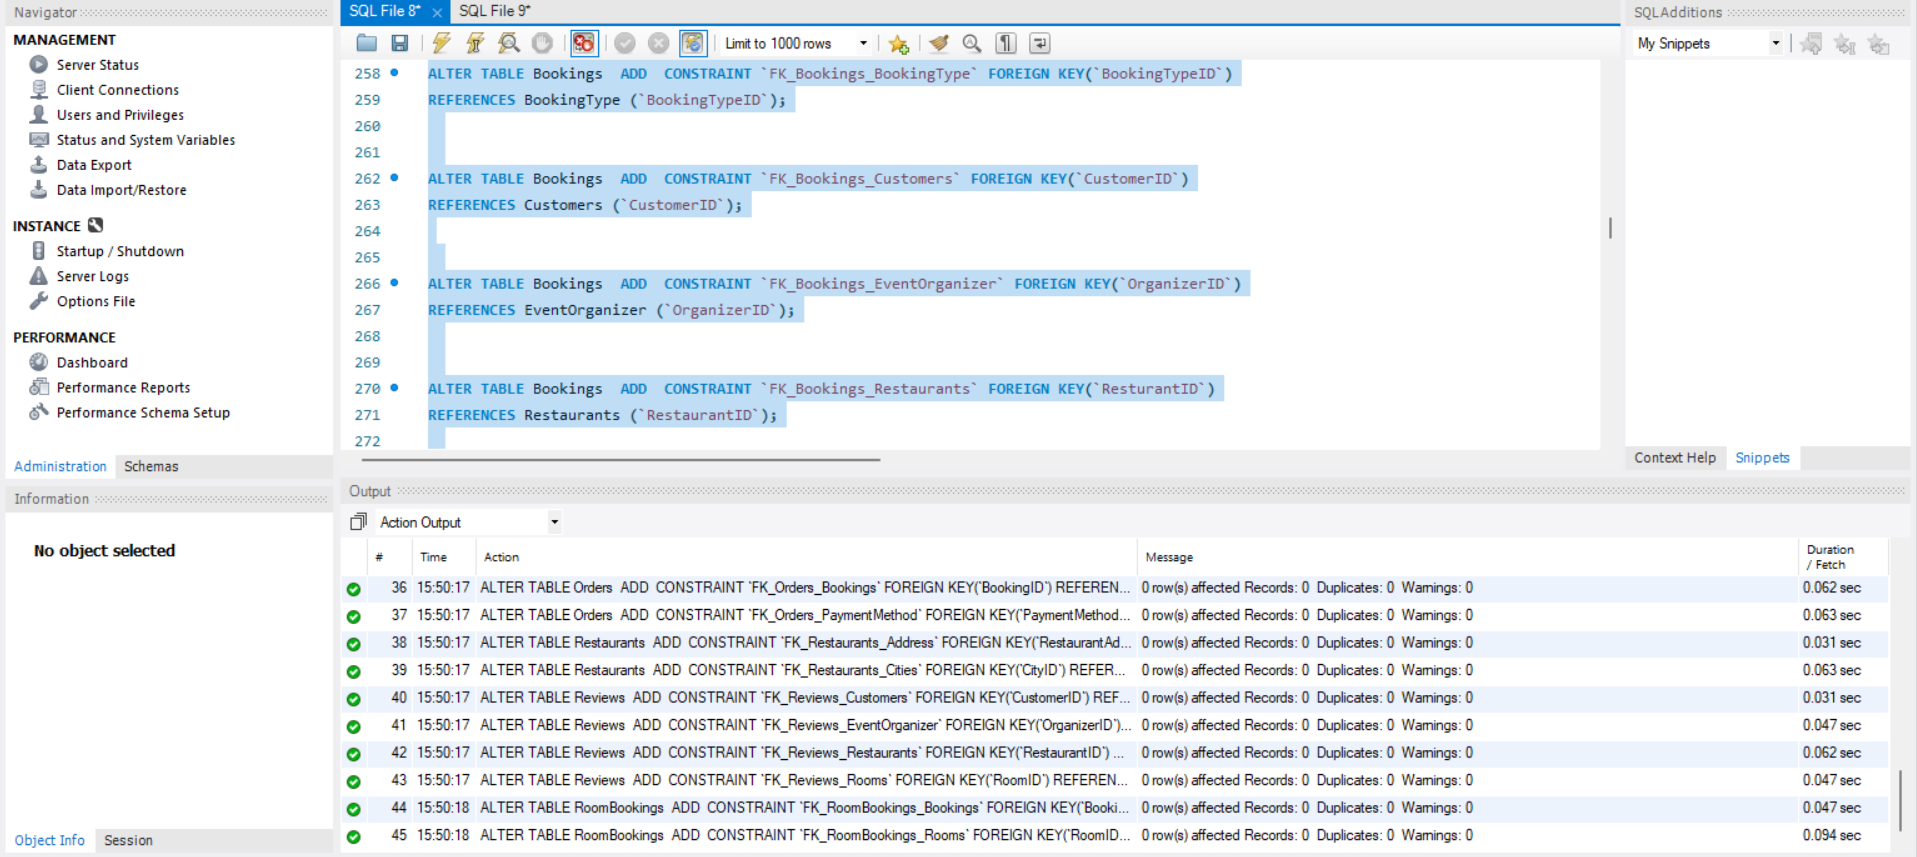 Navigator
MANAGEMENT
Server Status
Client Connections
Users and Privileges
Status and System Variables
Data Export
Data Import/Restore
INSTANCE
Startup / Shutdown
Server Logs
Options File
PERFORMANCE
Dashboard
Performance Reports
Performance Schema Setup
Administration Schemas
Information
No object selected
Object Info Session
SQL File 8* × SQL File 9*
Limit to 1000 rows
258 ALTER TABLE Bookings  ADD  CONSTRAINT `FK_Bookings_BookingType` FOREIGN KEY(`BookingTypeID`)
259 REFERENCES BookingType (`BookingTypeID`);
260
261
262 ALTER TABLE Bookings  ADD  CONSTRAINT `FK_Bookings_Customers` FOREIGN KEY(`CustomerID`)
263 REFERENCES Customers (`CustomerID`);
264
265
266 ALTER TABLE Bookings  ADD  CONSTRAINT `FK_Bookings_EventOrganizer` FOREIGN KEY(`OrganizerID`)
267 REFERENCES EventOrganizer (`OrganizerID`);
268
269
270 ALTER TABLE Bookings  ADD  CONSTRAINT `FK_Bookings_Restaurants` FOREIGN KEY(`ResturantID`)
271 REFERENCES Restaurants (`RestaurantID`);
272
Output
Action Output
# Time Action Message Duration / Fetch
36 15:50:17 ALTER TABLE Orders  ADD  CONSTRAINT `FK_Orders_Bookings` FOREIGN KEY(`BookingID`) REFEREN... 0 row(s) affected Records: 0  Duplicates: 0  Warnings: 0 0.062 sec
37 15:50:17 ALTER TABLE Orders  ADD  CONSTRAINT `FK_Orders_PaymentMethod` FOREIGN KEY(`PaymentMethod... 0 row(s) affected Records: 0  Duplicates: 0  Warnings: 0 0.063 sec
38 15:50:17 ALTER TABLE Restaurants  ADD  CONSTRAINT `FK_Restaurants_Address` FOREIGN KEY(`RestaurantAd... 0 row(s) affected Records: 0  Duplicates: 0  Warnings: 0 0.031 sec
39 15:50:17 ALTER TABLE Restaurants  ADD  CONSTRAINT `FK_Restaurants_Cities` FOREIGN KEY(`CityID`) REFER... 0 row(s) affected Records: 0  Duplicates: 0  Warnings: 0 0.063 sec
40 15:50:17 ALTER TABLE Reviews  ADD  CONSTRAINT `FK_Reviews_Customers` FOREIGN KEY(`CustomerID`) REF... 0 row(s) affected Records: 0  Duplicates: 0  Warnings: 0 0.031 sec
41 15:50:17 ALTER TABLE Reviews  ADD  CONSTRAINT `FK_Reviews_EventOrganizer` FOREIGN KEY(`OrganizerID`)... 0 row(s) affected Records: 0  Duplicates: 0  Warnings: 0 0.047 sec
42 15:50:17 ALTER TABLE Reviews  ADD  CONSTRAINT `FK_Reviews_Restaurants` FOREIGN KEY(`RestaurantID`) ... 0 row(s) affected Records: 0  Duplicates: 0  Warnings: 0 0.062 sec
43 15:50:17 ALTER TABLE Reviews  ADD  CONSTRAINT `FK_Reviews_Rooms` FOREIGN KEY(`RoomID`) REFEREN... 0 row(s) affected Records: 0  Duplicates: 0  Warnings: 0 0.047 sec
44 15:50:18 ALTER TABLE RoomBookings  ADD  CONSTRAINT `FK_RoomBookings_Bookings` FOREIGN KEY(`Booki... 0 row(s) affected Records: 0  Duplicates: 0  Warnings: 0 0.047 sec
45 15:50:18 ALTER TABLE RoomBookings  ADD  CONSTRAINT `FK_RoomBookings_Rooms` FOREIGN KEY(`RoomID... 0 row(s) affected Records: 0  Duplicates: 0  Warnings: 0 0.094 sec
SQLAdditions
My Snippets
Context Help Snippets